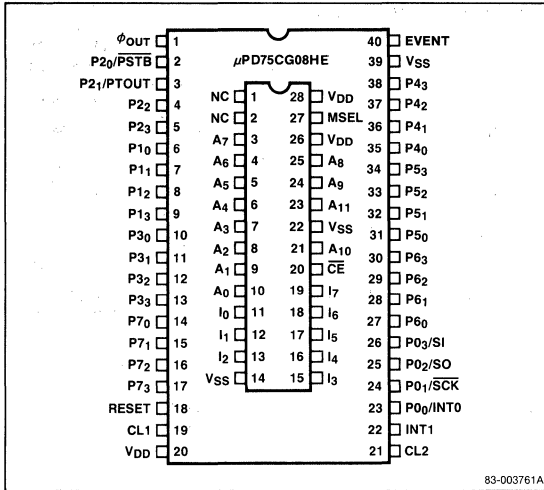 μPD75CG08HE
φOUT 1
P20/PSTB 2
P21/PTOUT 3
P22 4
P23 5
P10 6
P11 7
P12 8
P13 9
P30 10
P31 11
P32 12
P33 13
P70 14
P71 15
P72 16
P73 17
RESET 18
CL1 19
VDD 20
NC 1
NC 2
A7 3
A6 4
A5 5
A4 6
A3 7
A2 8
A1 9
A0 10
I0 11
I1 12
I2 13
VSS 14
28 VDD
27 MSEL
26 VDD
25 A8
24 A9
23 A11
22 VSS
21 A10
20 CE
19 I7
18 I6
17 I5
16 I4
15 I3
40 EVENT
39 VSS
38 P43
37 P42
36 P41
35 P40
34 P53
33 P52
32 P51
31 P50
30 P63
29 P62
28 P61
27 P60
26 P03/SI
25 P02/SO
24 P01/SCK
23 P00/INT0
22 INT1
21 CL2
83-003761A